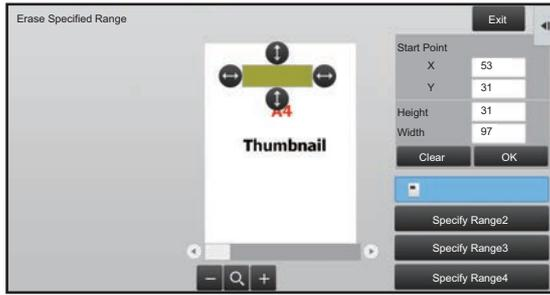 Erase Specified Range
Exit
Start Point
X 53
Y 31
Height 31
Width 97
Clear OK
A4
Thumbnail
Specify Range2
Specify Range3
Specify Range4